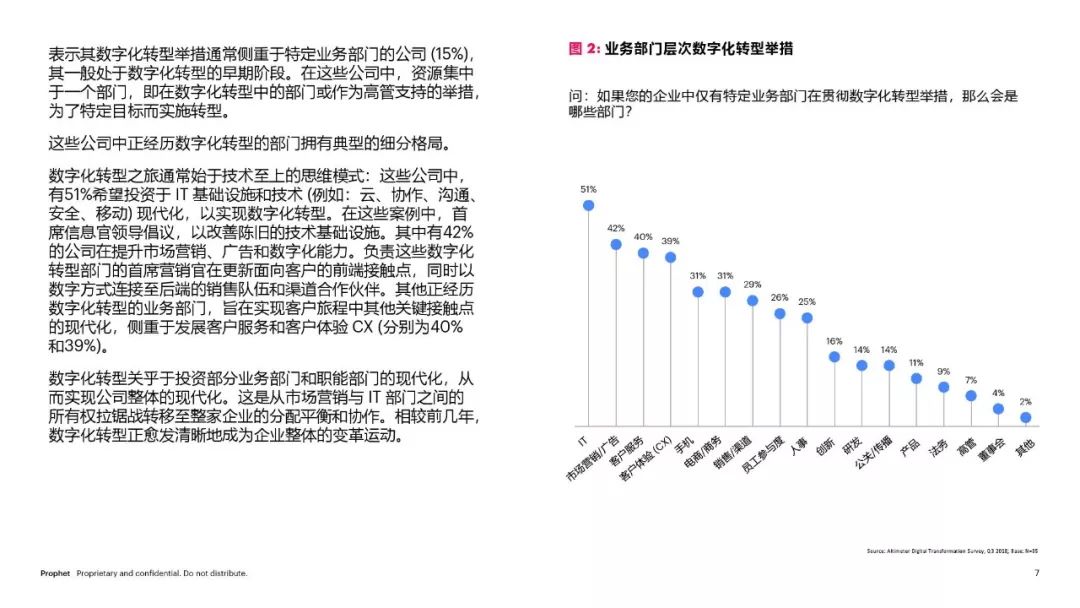 表示其数字化转型举措通常侧重于特定业务部门的公司 (15%)，
其一般处于数字化转型的早期阶段。在这些公司中，资源集中
于一个部门，即在数字化转型中的部门或作为高管支持的举措，
为了特定目标而实施转型。
这些公司中正经历数字化转型的部门拥有典型的细分格局。
数字化转型之旅通常始于技术至上的思维模式：这些公司中，
有51%希望投资于 IT 基础设施和技术 (例如：云、协作、沟通、
安全、移动) 现代化，以实现数字化转型。在这些案例中，首
席信息官领导倡议，以改善陈旧的技术基础设施。其中有42%
的公司在提升市场营销、广告和数字化能力。负责这些数字化
转型部门的首席营销官在更新面向客户的前端接触点，同时以
数字方式连接至后端的销售队伍和渠道合作伙伴。其他正经历
数字化转型的业务部门，旨在实现客户旅程中其他关键接触点
的现代化，侧重于发展客户服务和客户体验 CX (分别为40%
和39%)。
数字化转型关乎于投资部分业务部门和职能部门的现代化，从
而实现公司整体的现代化。这是从市场营销与 IT 部门之间的
所有权拉锯战转移至整家企业的分配平衡和协作。相较前几年，
数字化转型正愈发清晰地成为企业整体的变革运动。
图 2: 业务部门层次数字化转型举措
问：如果您的企业中仅有特定业务部门在贯彻数字化转型举措，那么会是
哪些部门？
51%
42%
40%
39%
31%
31%
29%
26%
25%
16%
14%
14%
11%
9%
7%
4%
2%
IT
市场营销/广告
客户服务
客户体验 (CX)
手机
电商/商务
销售/渠道
员工参与度
人事
创新
研发
公关/传播
产品
法务
高管
董事会
其他
Source: Altimeter Digital Transformation Survey, Q3 2018, Base: N=95
Prophet Proprietary and confidential. Do not distribute.
7